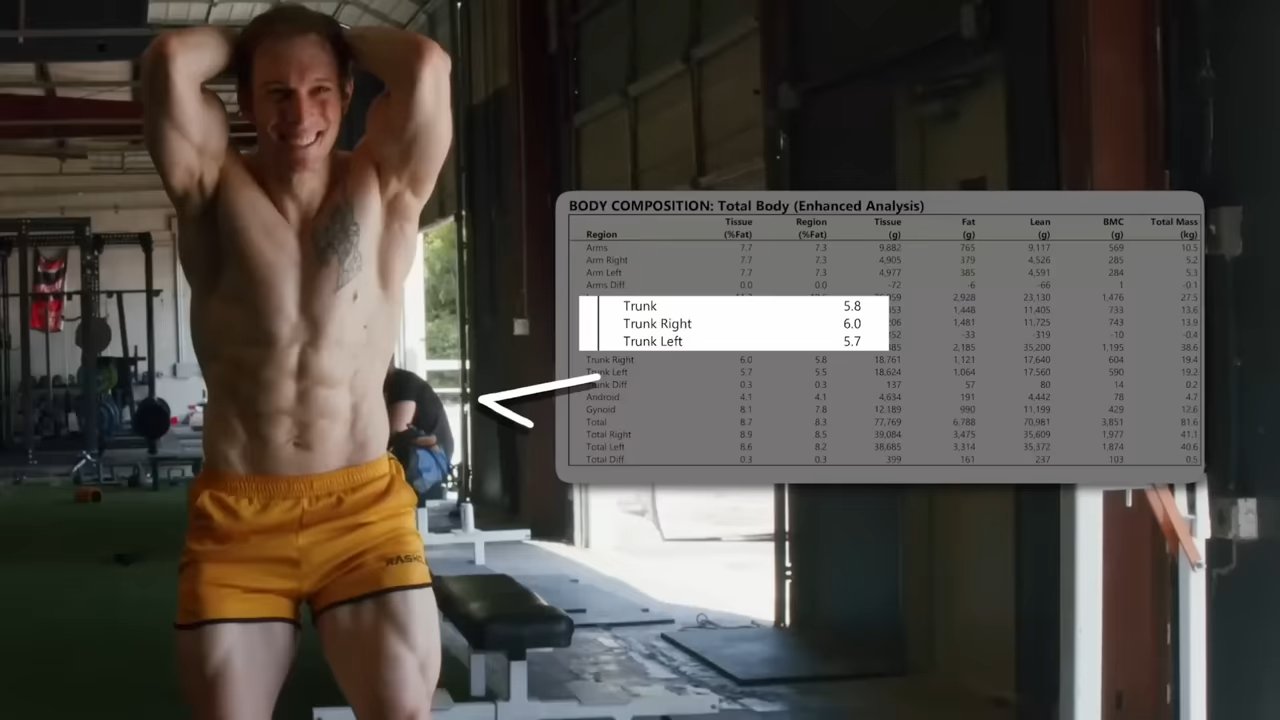 BODY COMPOSITION: Total Body (Enhanced Analysis)
Tissue Region Tissue Fat Lean BMC Total Mass
Region (%Fat) (%Fat) (g) (g) (g) (g) (kg)
Arms 7.7 7.3 9,882 765 9,117 569 10.5
Arm Right 7.7 7.3 4,905 379 4,526 285 5.2
Arm Left 7.7 7.3 4,977 385 4,591 284 5.3
Arms Diff 0.0 0.0 -72 -6 -66 1 -0.1
2,928 23,130 1,476 27.5
Trunk 5.8
1,448 11,405 733 13.6
Trunk Right 6.0
1,481 11,725 743 13.9
-33 -319 -10 -0.4
Trunk Left 5.7
2,185 35,200 1,195 38.6
Trunk Right 6.0 5.8 18,761 1,121 17,640 604 19.4
Trunk Left 5.7 5.5 18,624 1,064 17,560 590 19.2
Trunk Diff 0.3 0.3 137 57 80 14 0.2
Android 4.1 4.1 4,634 191 4,442 78 4.7
Gynoid 8.1 7.8 12,189 990 11,199 429 12.6
Total 8.7 8.3 77,769 6,788 70,981 3,851 81.6
Total Right 8.9 8.5 39,084 3,475 35,609 1,977 41.1
Total Left 8.6 8.2 38,685 3,314 35,372 1,874 40.6
Total Diff 0.3 0.3 399 161 237 103 0.5